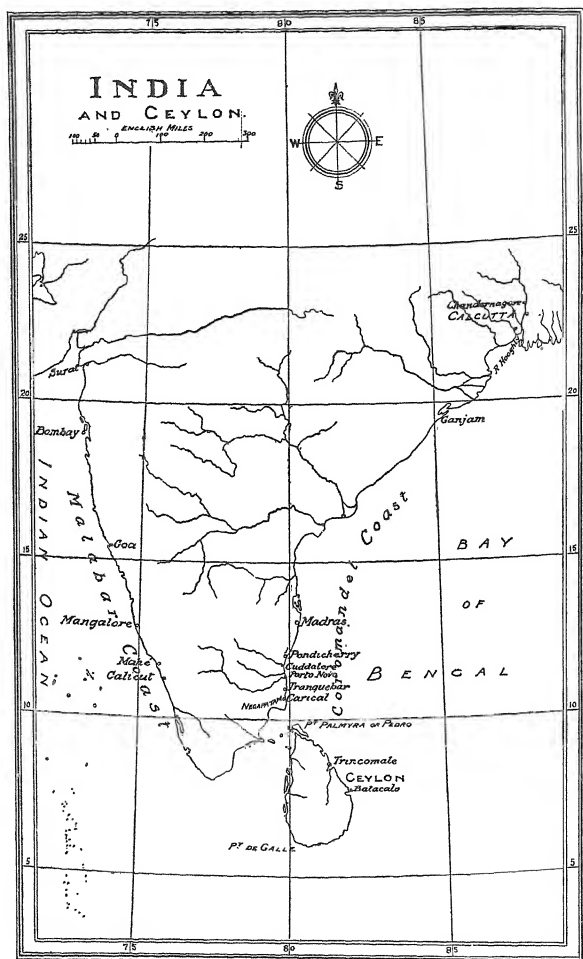 75 80 85
INDIA
AND CEYLON.
ENGLISH MILES
100 50 0 100 200 300
W E
S
25 25
Chandarnagore
CALCUTTA
R. Hooghly
Surat
20 20
Ganjam
Bombay
INDIAN OCEAN
Malabar Coast
Coromandel Coast
Goa
15 15
BAY
OF
BENGAL
Mangalore
Madras
Mahe
Calicut
Pondicherry
Cuddalore
Porto Novo
Tranquebar
NEGAPATAM
Carical
10 10
PT PALMYRA OR PEDRO
Trincomale
CEYLON
Batacalo
PT DE GALLE
5 5
75 80 85